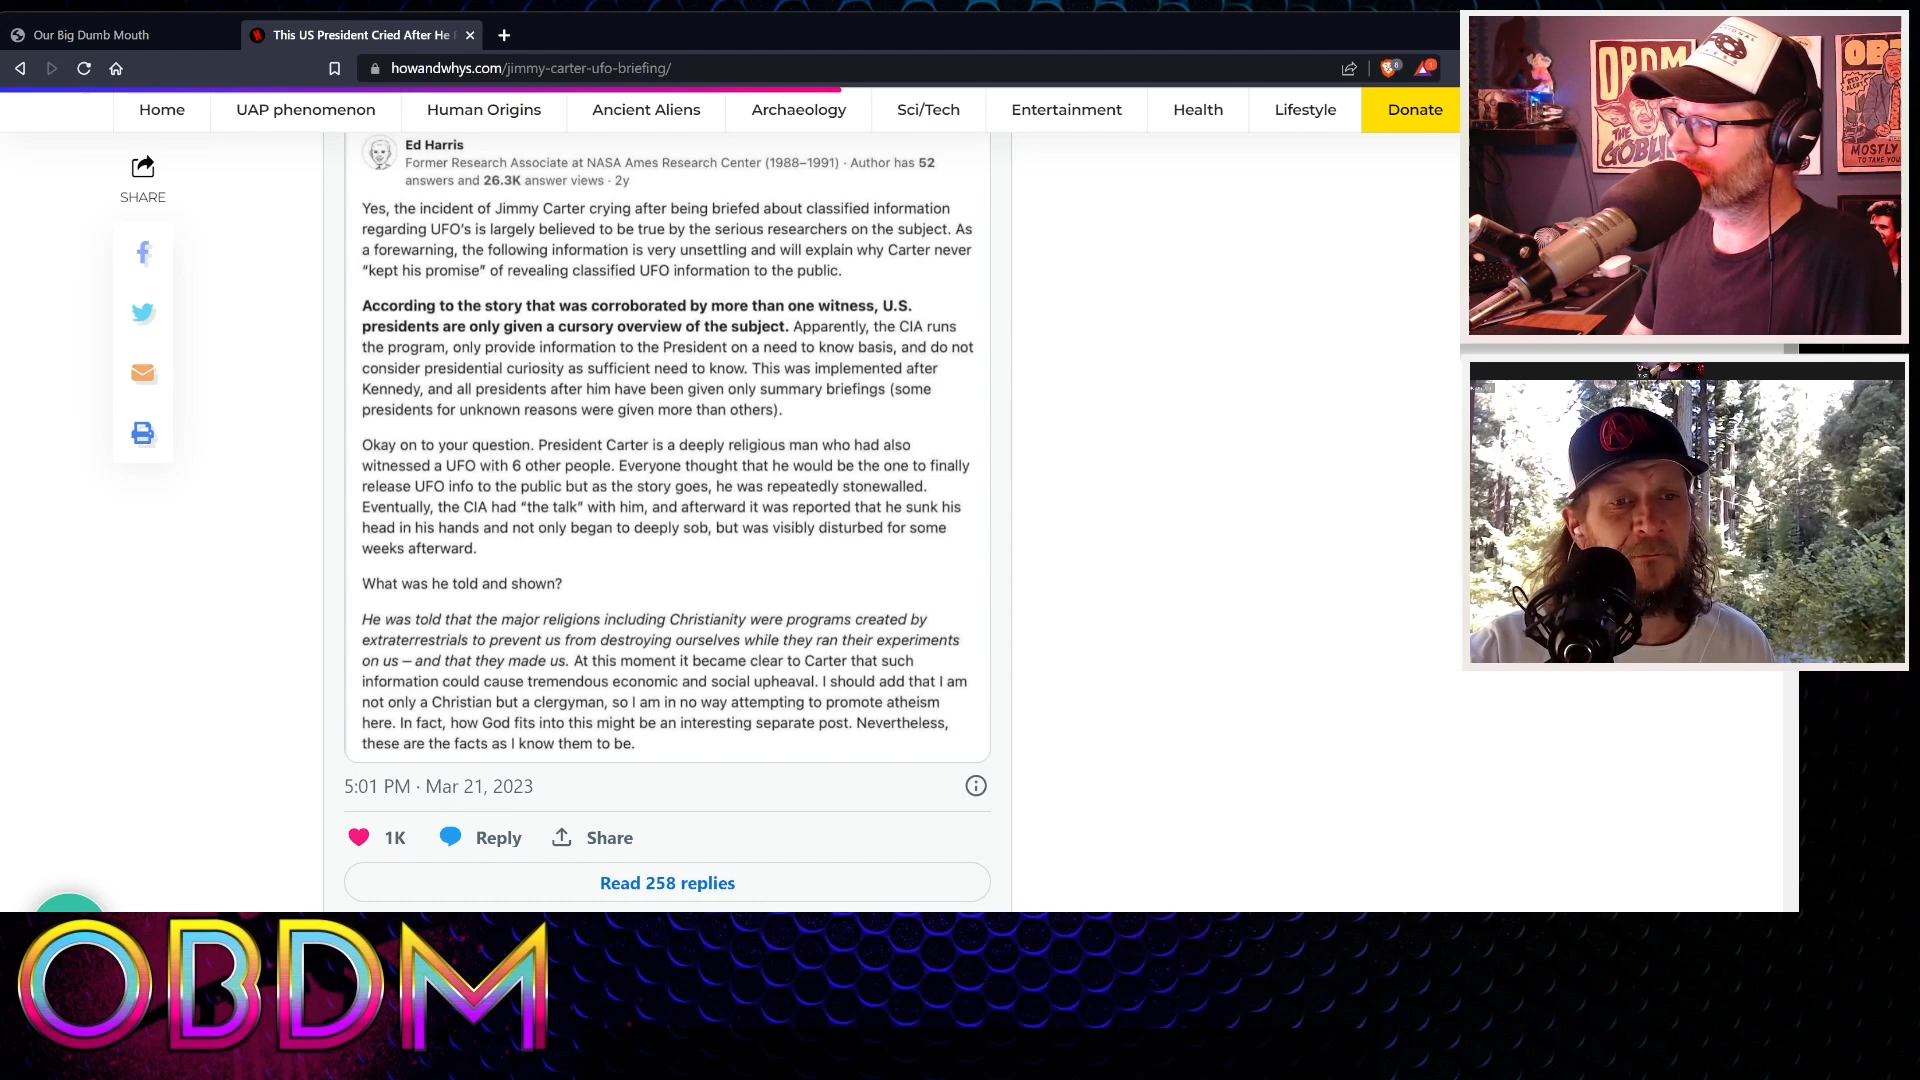 Our Big Dumb Mouth
This US President Cried After He
howandwhys.com/jimmy-carter-ufo-briefing/
Home
UAP phenomenon
Human Origins
Ancient Aliens
Archaeology
Sci/Tech
Entertainment
Health
Lifestyle
Donate
SHARE
Ed Harris
Former Research Associate at NASA Ames Research Center (1988–1991) · Author has 52
answers and 26.3K answer views · 2y
Yes, the incident of Jimmy Carter crying after being briefed about classified information
regarding UFO's is largely believed to be true by the serious researchers on the subject. As
a forewarning, the following information is very unsettling and will explain why Carter never
“kept his promise” of revealing classified UFO information to the public.
According to the story that was corroborated by more than one witness, U.S.
presidents are only given a cursory overview of the subject. Apparently, the CIA runs
the program, only provide information to the President on a need to know basis, and do not
consider presidential curiosity as sufficient need to know. This was implemented after
Kennedy, and all presidents after him have been given only summary briefings (some
presidents for unknown reasons were given more than others).
Okay on to your question. President Carter is a deeply religious man who had also
witnessed a UFO with 6 other people. Everyone thought that he would be the one to finally
release UFO info to the public but as the story goes, he was repeatedly stonewalled.
Eventually, the CIA had “the talk” with him, and afterward it was reported that he sunk his
head in his hands and not only began to deeply sob, but was visibly disturbed for some
weeks afterward.
What was he told and shown?
He was told that the major religions including Christianity were programs created by
extraterrestrials to prevent us from destroying ourselves while they ran their experiments
on us – and that they made us. At this moment it became clear to Carter that such
information could cause tremendous economic and social upheaval. I should add that I am
not only a Christian but a clergyman, so I am in no way attempting to promote atheism
here. In fact, how God fits into this might be an interesting separate post. Nevertheless,
these are the facts as I know them to be.
5:01 PM · Mar 21, 2023
1K
Reply
Share
Read 258 replies
OBDM
OBDM
THE
GOBL
OB
MOSTLY
TO TAKE YOU